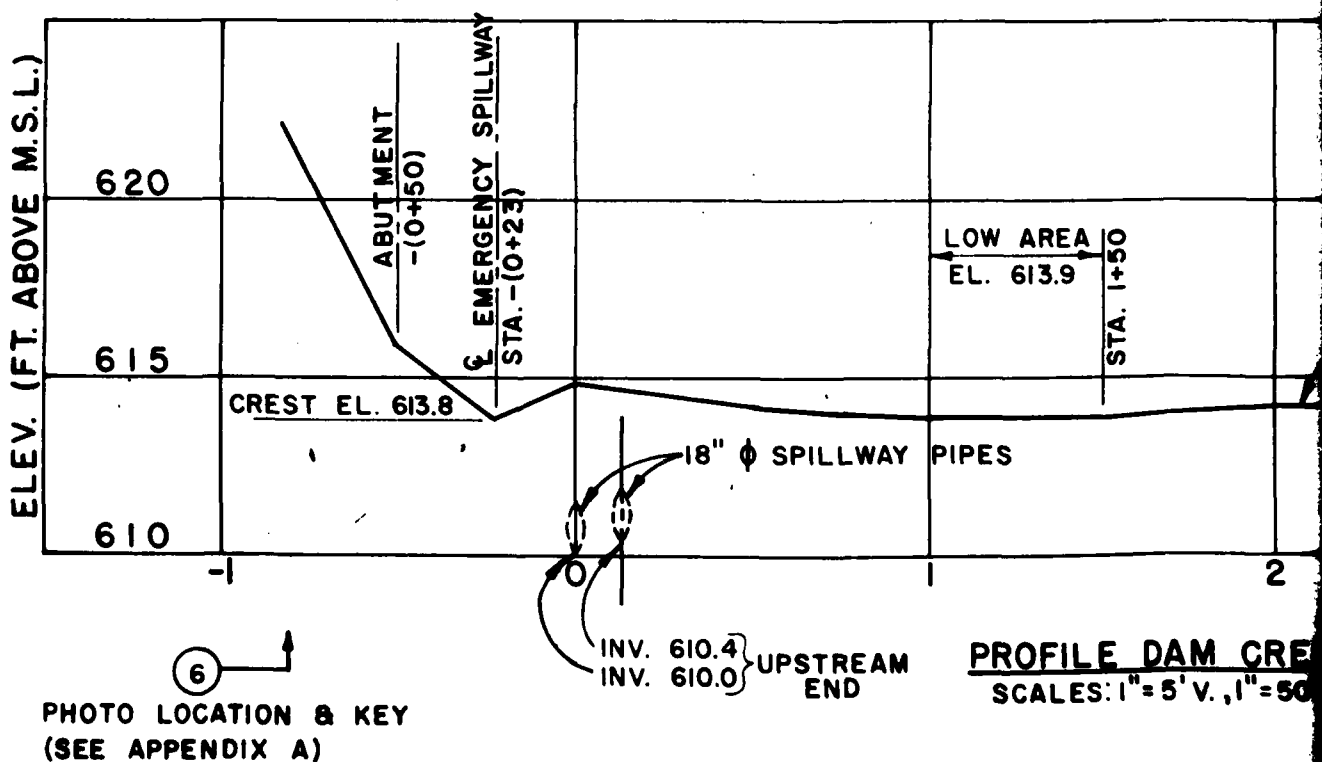 ELEV. (FT. ABOVE M.S.L.)
620
615
610
ABUTMENT
-(0+50)
℄ EMERGENCY SPILLWAY
STA.-(0+23)
LOW AREA
EL. 613.9
STA. 1+50
CREST EL. 613.8
18" ϕ SPILLWAY PIPES
-1
0
1
2
INV. 610.4
INV. 610.0
UPSTREAM
END
PROFILE DAM CRE
SCALES: 1"=5' V., 1"=50
6
PHOTO LOCATION & KEY
(SEE APPENDIX A)